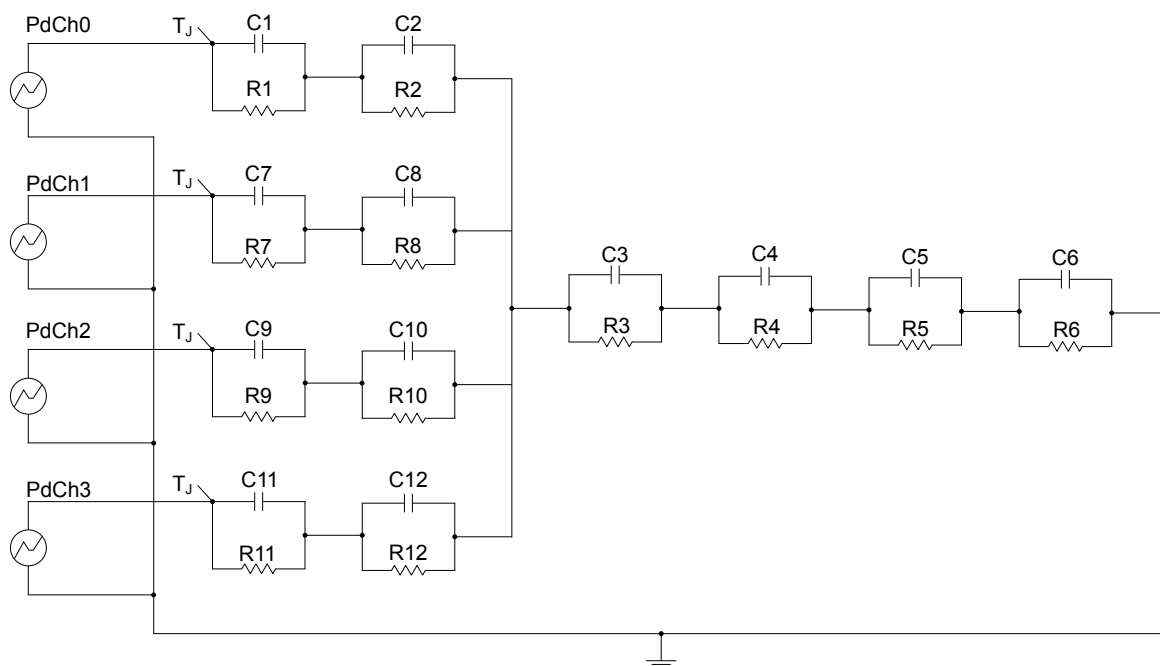 PdCh0 TJ C1 C2
R1 R2
PdCh1 TJ C7 C8
R7 R8
C3 C4 C5 C6
PdCh2 TJ C9 C10
R3 R4 R5 R6
R9 R10
PdCh3 TJ C11 C12
R11 R12